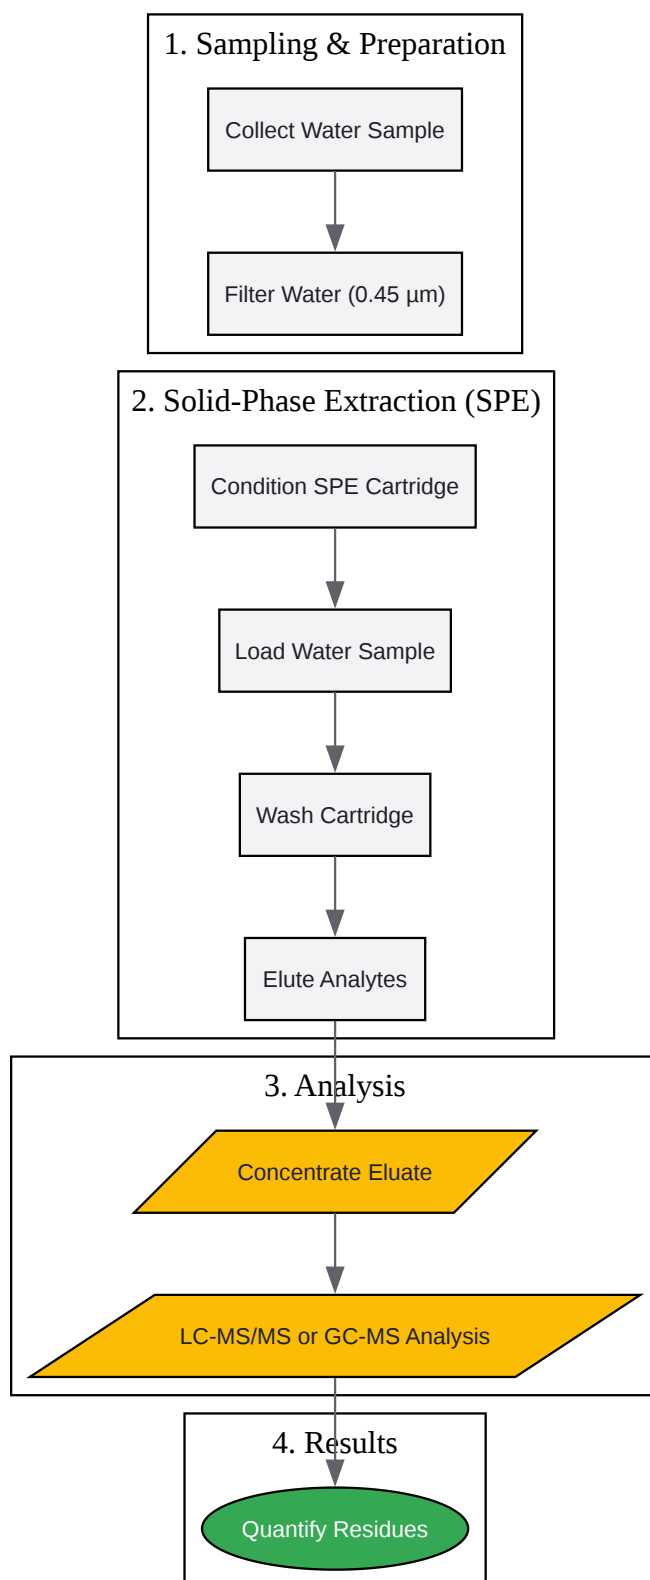 1. Sampling & Preparation
Collect Water Sample
Filter Water (0.45 µm)
2. Solid-Phase Extraction (SPE)
Condition SPE Cartridge
Load Water Sample
Wash Cartridge
Elute Analytes
3. Analysis
Concentrate Eluate
LC-MS/MS or GC-MS Analysis
4. Results
Quantify Residues